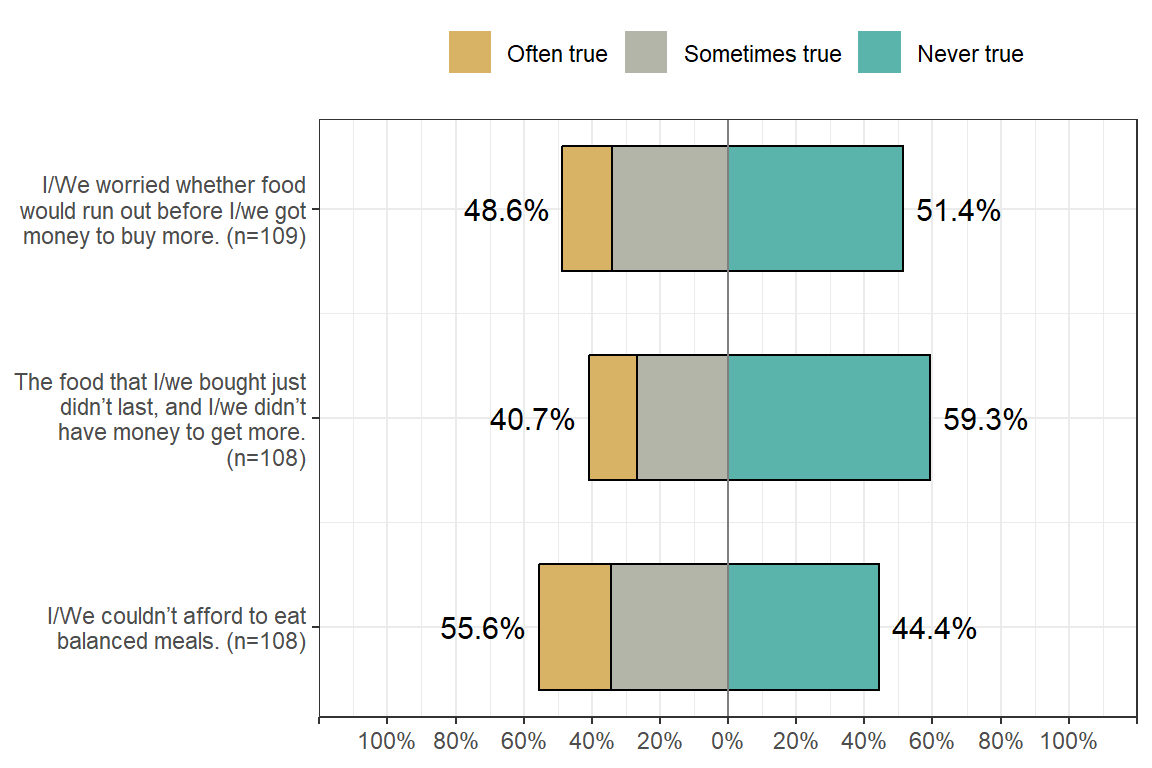 Often true Sometimes true Never true
I/We worried whether food
would run out before I/we got
money to buy more. (n=109)
48.6% 51.4%
The food that I/we bought just
didn’t last, and I/we didn’t
have money to get more.
(n=108)
40.7% 59.3%
I/We couldn’t afford to eat
balanced meals. (n=108)
55.6% 44.4%
100% 80% 60% 40% 20% 0% 20% 40% 60% 80% 100%